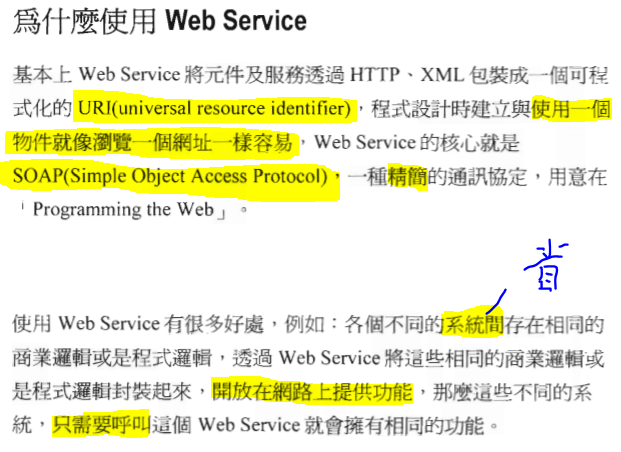 為什麼使用 Web Service
基本上 Web Service 將元件及服務透過 HTTP、XML 包裝成一個可程
式化的 URI(universal resource identifier)，程式設計時建立與使用一個
物件就像瀏覽一個網址一樣容易，Web Service 的核心就是
SOAP(Simple Object Access Protocol)，一種精簡的通訊協定，用意在
「Programming the Web」。
省
使用 Web Service 有很多好處，例如：各個不同的系統間存在相同的
商業邏輯或是程式邏輯，透過 Web Service 將這些相同的商業邏輯或
是程式邏輯封裝起來，開放在網路上提供功能，那麼這些不同的系
統，只需要呼叫這個 Web Service 就會擁有相同的功能。